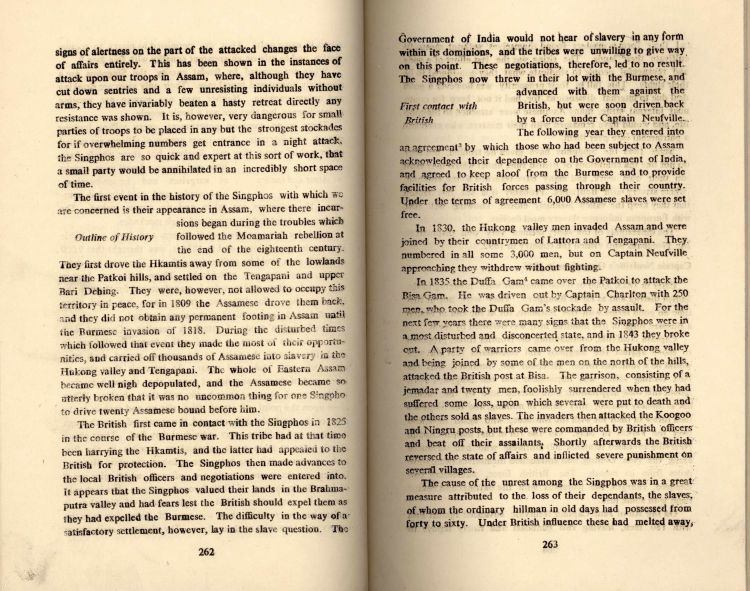 signs of alertness on the part of the attacked changes the face
of affairs entirely. This has been shown in the instances of
attack upon our troops in Assam, where, although they have
cut down sentries and a few unresisting individuals without
arms, they have invariably beaten a hasty retreat directly any
resistance was shown. It is, however, very dangerous for small
parties of troops to be placed in any but the strongest stockades
for if overwhelming numbers get entrance in a night attack,
the Singphos are so quick and expert at this sort of work, that
a small party would be annihilated in an incredibly short space
of time.
The first event in the history of the Singphos with which we
are concerned is their appearance in Assam, where there incur-
sions began during the troubles which
Outline of History
followed the Moamariah rebellion at
the end of the eighteenth century.
They first drove the Hkamtis away from some of the lowlands
near the Patkoi hills, and settled on the Tengapani and upper
Bari Dehing. They were, however, not allowed to occupy this
territory in peace, for in 1809 the Assamese drove them back,
and they did not obtain any permanent footing in Assam until
the Burmese invasion of 1818. During the disturbed times
which followed that event they made the most of their opportu-
nities, and carried off thousands of Assamese into slavery in the
Hukong valley and Tengapani. The whole of Eastern Assam
became well nigh depopulated, and the Assamese became so
utterly broken that it was no uncommon thing for one Singpho
to drive twenty Assamese bound before him.
The British first came in contact with the Singphos in 1825
in the course of the Burmese war. This tribe had at that time
been harrying the Hkamtis, and the latter had appealed to the
British for protection. The Singphos then made advances to
the local British officers and negotiations were entered into.
It appears that the Singphos valued their lands in the Brahma-
putra valley and had fears lest the British should expel them as
they had expelled the Burmese. The difficulty in the way of a
satisfactory settlement, however, lay in the slave question. The
262
Government of India would not hear of slavery in any form
within its dominions, and the tribes were unwilling to give way
on this point. These negotiations, therefore, led to no result.
The Singphos now threw in their lot with the Burmese, and
advanced with them against the
First contact with
British, but were soon driven back
British
by a force under Captain Neufville.
The following year they entered into
an agreement³ by which those who had been subject to Assam
acknowledged their dependence on the Government of India,
and agreed to keep aloof from the Burmese and to provide
facilities for British forces passing through their country.
Under the terms of agreement 6,000 Assamese slaves were set
free.
In 1830, the Hukong valley men invaded Assam and were
joined by their countrymen of Lattora and Tengapani. They
numbered in all some 3,000 men, but on Captain Neufville
approaching they withdrew without fighting.
In 1835 the Duffa Gam⁴ came over the Patkoi to attack the
Bisa Gam. He was driven out by Captain Charlton with 250
men, who took the Duffa Gam's stockade by assault. For the
next few years there were many signs that the Singphos were in
a most disturbed and disconcerted state, and in 1843 they broke
out. A party of warriors came over from the Hukong valley
and being joined by some of the men on the north of the hills,
attacked the British post at Bisa. The garrison, consisting of a
jemadar and twenty men, foolishly surrendered when they had
suffered some loss, upon which several were put to death and
the others sold as slaves. The invaders then attacked the Koogoo
and Ningru posts, but these were commanded by British officers
and beat off their assailants. Shortly afterwards the British
reversed the state of affairs and inflicted severe punishment on
several villages.
The cause of the unrest among the Singphos was in a great
measure attributed to the loss of their dependants, the slaves,
of whom the ordinary hillman in old days had possessed from
forty to sixty. Under British influence these had melted away,
263